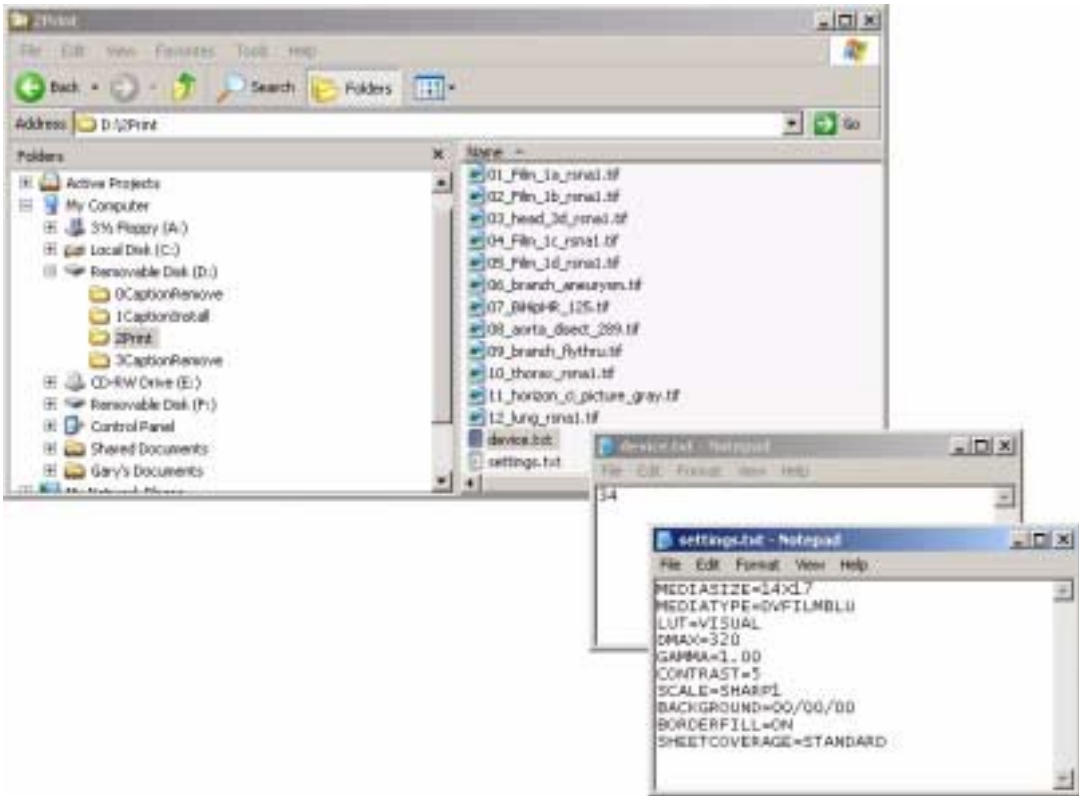 2Print
File Edit View Favorites Tools Help
Back Search Folders
Address D:\2Print Go
Folders
Active Projects
My Computer
3½ Floppy (A:)
Local Disk (C:)
Removable Disk (D:)
0CaptionRemove
1CaptionInstall
2Print
3CaptionRemove
CD-RW Drive (E:)
Removable Disk (F:)
Control Panel
Shared Documents
Gary's Documents
Name
01_Film_1a_rsna1.tif
02_Film_1b_rsna1.tif
03_head_3d_rsna1.tif
04_Film_1c_rsna1.tif
05_Film_1d_rsna1.tif
06_branch_aneurysm.tif
07_BHipHR_125.tif
08_aorta_disect_289.tif
09_branch_flythru.tif
10_thorax_rsna1.tif
11_horizon_ci_picture_gray.tif
12_lung_rsna1.tif
device.txt
settings.txt
device.txt - Notepad
File Edit Format View Help
34
settings.txt - Notepad
File Edit Format View Help
MEDIASIZE=14X17
MEDIATYPE=DVFILMBLU
LUT=VISUAL
DMAX=320
GAMMA=1.00
CONTRAST=5
SCALE=SHARP1
BACKGROUND=00/00/00
BORDERFILL=ON
SHEETCOVERAGE=STANDARD